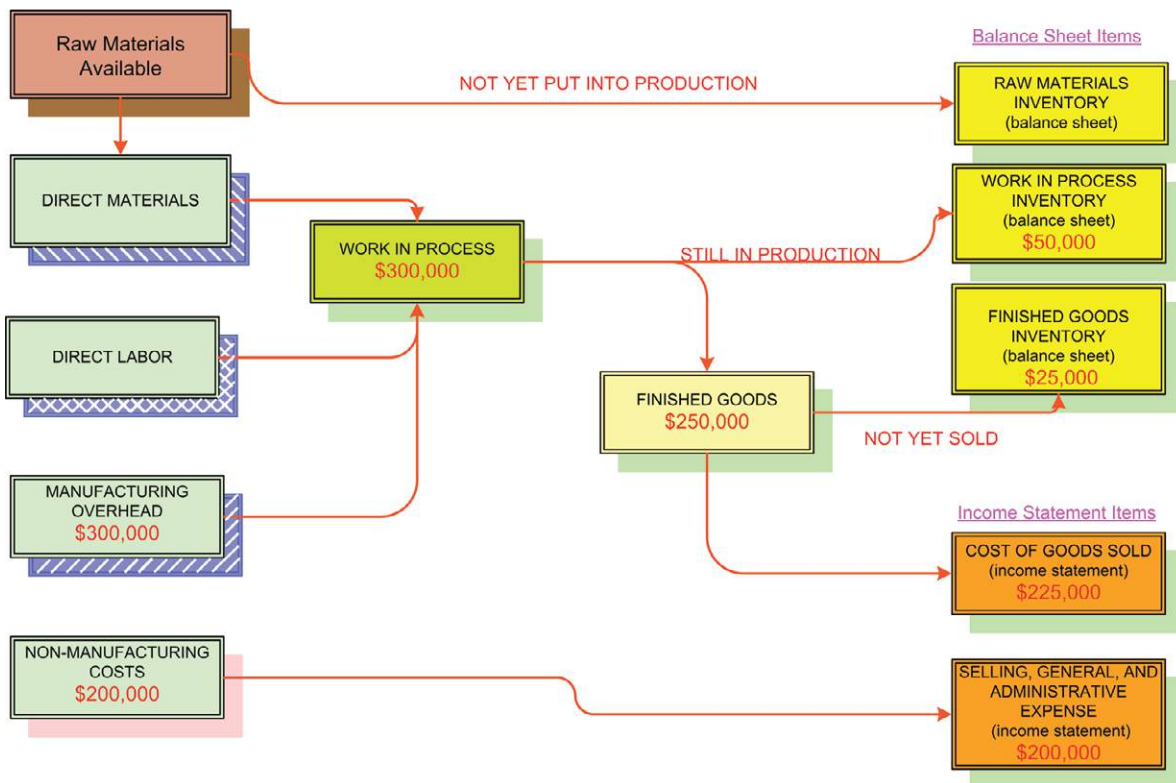 Raw Materials
Available
Balance Sheet Items
NOT YET PUT INTO PRODUCTION
RAW MATERIALS
INVENTORY
(balance sheet)
DIRECT MATERIALS
WORK IN PROCESS
$300,000
STILL IN PRODUCTION
WORK IN PROCESS
INVENTORY
(balance sheet)
$50,000
DIRECT LABOR
FINISHED GOODS
INVENTORY
(balance sheet)
$25,000
FINISHED GOODS
$250,000
NOT YET SOLD
MANUFACTURING
OVERHEAD
$300,000
Income Statement Items
COST OF GOODS SOLD
(income statement)
$225,000
NON-MANUFACTURING
COSTS
$200,000
SELLING, GENERAL, AND
ADMINISTRATIVE
EXPENSE
(income statement)
$200,000